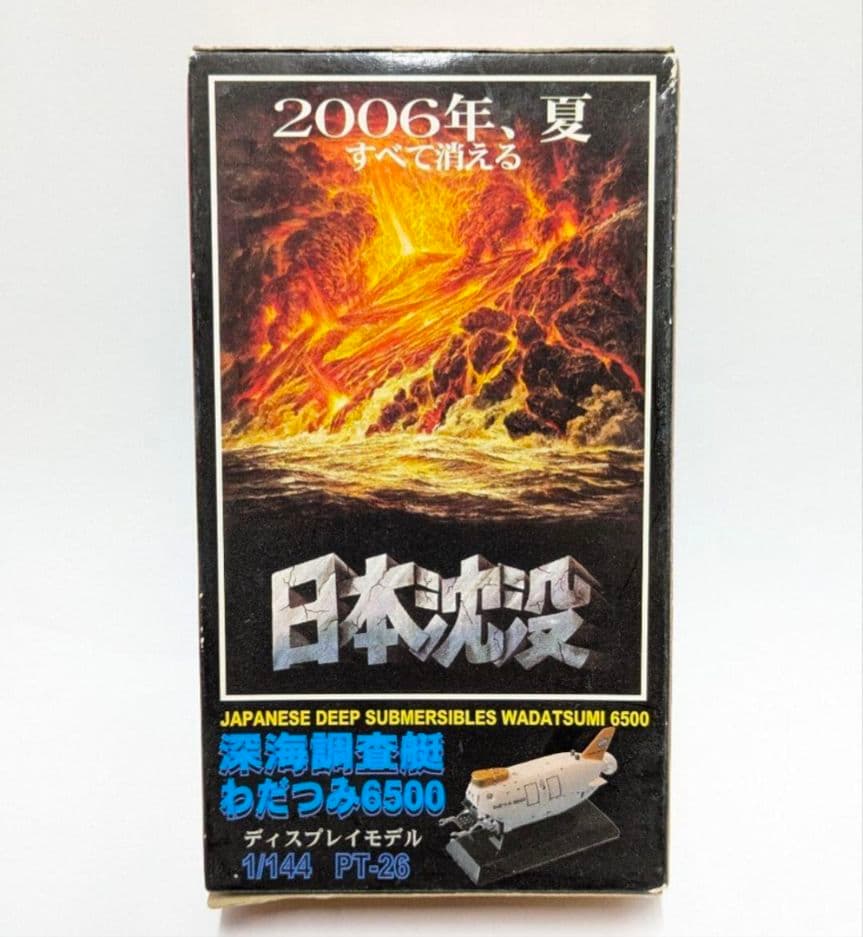 2006年、夏
すべて消える
日本沈没
JAPANESE DEEP SUBMERSIBLES WADATSUMI 6500
深海調査艇
わだつみ6500
ディスプレイモデル
1/144 PT-26